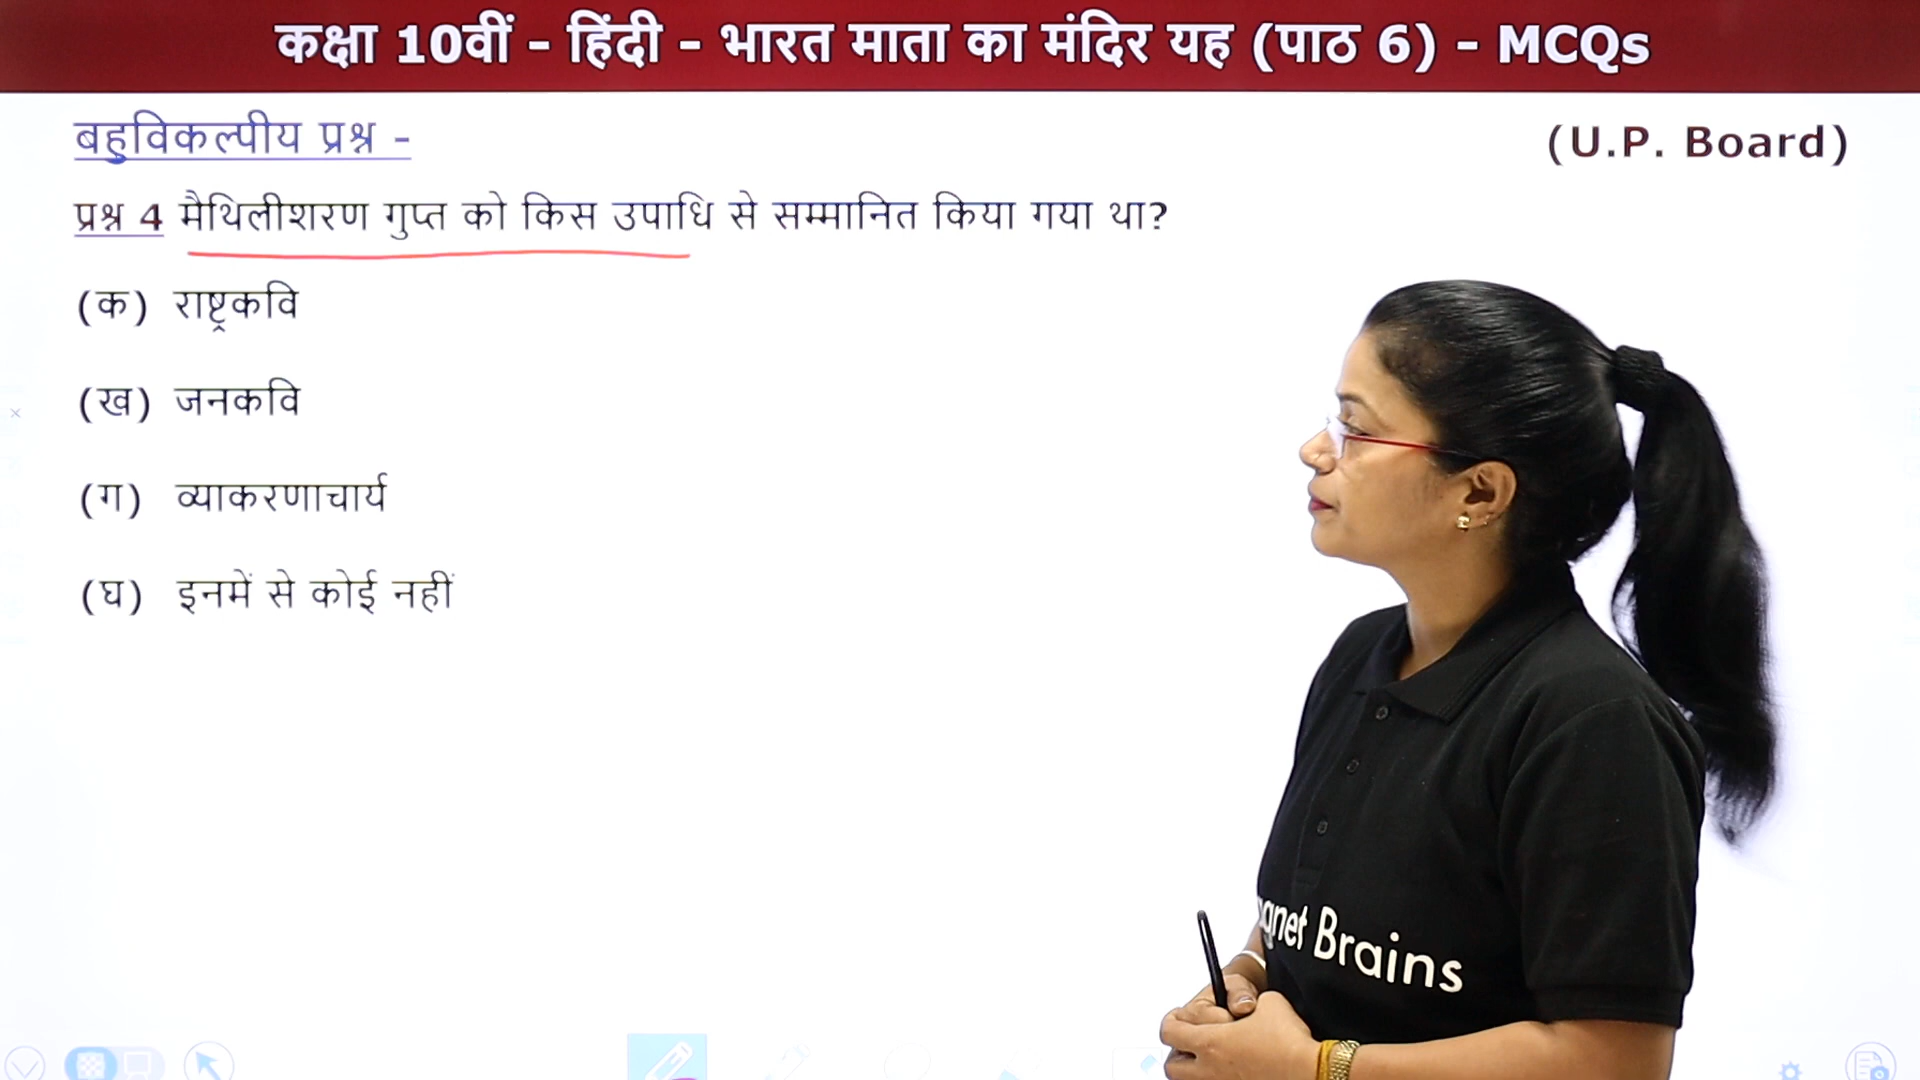 कक्षा 10वीं - हिंदी - भारत माता का मंदिर यह (पाठ 6) - MCQs
बहुविकल्पीय प्रश्न -
(U.P. Board)
प्रश्न 4 मैथिलीशरण गुप्त को किस उपाधि से सम्मानित किया गया था?
(क) राष्ट्रकवि
(ख) जनकवि
(ग) व्याकरणाचार्य
(घ) इनमें से कोई नहीं
gnet Brains